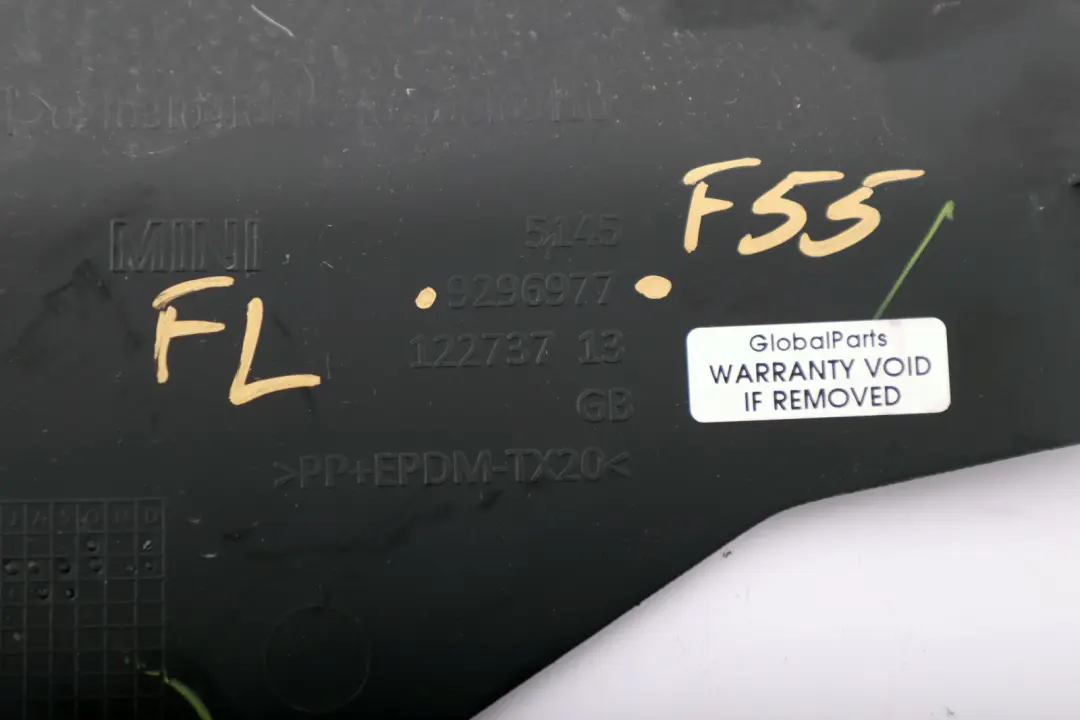 MINI
5145
9296977
122737 13
GB
>PP+EPDM-TX20<
FL
F55
GlobalParts
WARRANTY VOID
IF REMOVED